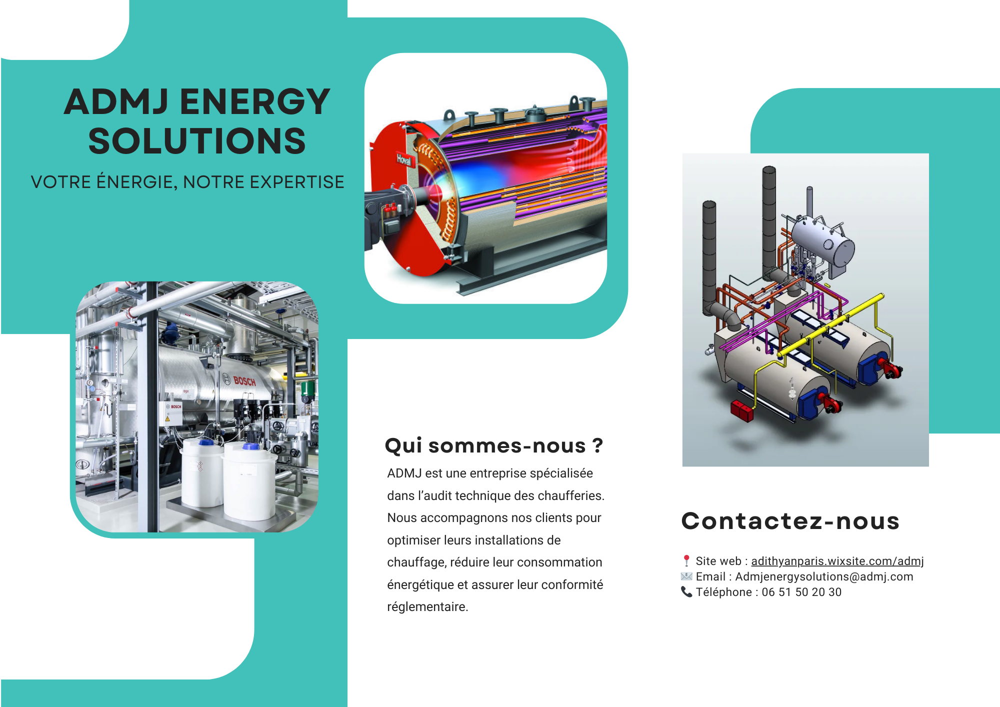 ADMJ ENERGY
SOLUTIONS
VOTRE ÉNERGIE, NOTRE EXPERTISE
BOSCH
BOSCH
Hoval
Qui sommes-nous ?
ADMJ est une entreprise spécialisée
dans l’audit technique des chaufferies.
Nous accompagnons nos clients pour
optimiser leurs installations de
chauffage, réduire leur consommation
énergétique et assurer leur conformité
réglementaire.
Contactez-nous
📍 Site web : adithyanparis.wixsite.com/admj
📧 Email : Admjenergysolutions@admj.com
📞 Téléphone : 06 51 50 20 30